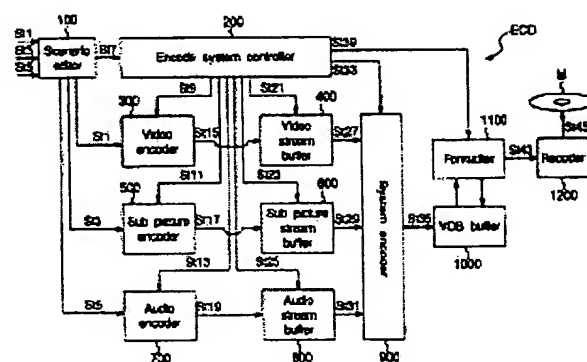 100
200
St1
St3
St5
Scenario editor
St7
Encode system controller
St39
St33
ECD
M
St9
St21
300
400
St45
St1
Video encoder
St15
Video stream buffer
St27
1100
Formatter
St43
Recoder
1200
St11
St23
500
600
System encoder
St3
Sub picture encoder
St17
Sub picture stream buffer
St29
St35
VOB buffer
1000
St13
St25
St5
Audio encoder
St19
Audio stream buffer
St31
700
800
900